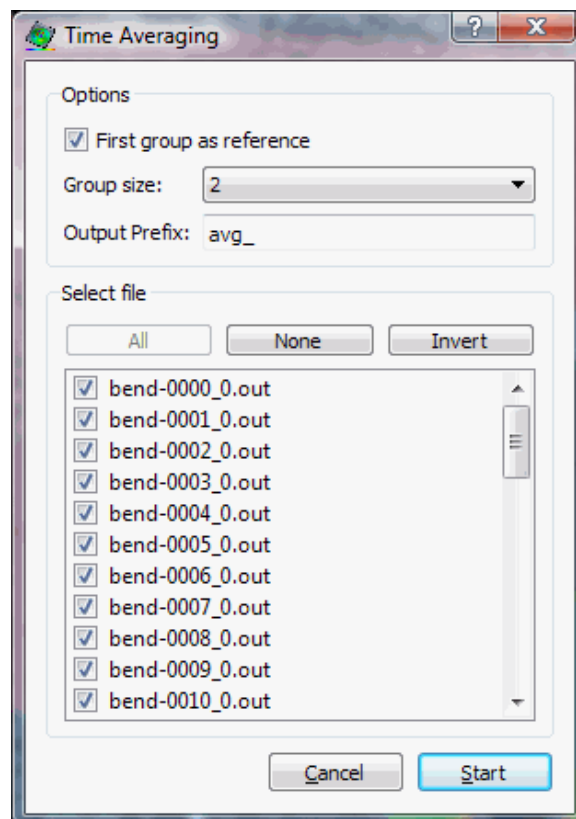 Time Averaging
?
Options
First group as reference
Group size: 2
Output Prefix: avg_
Select file
All None Invert
bend-0000_0.out
bend-0001_0.out
bend-0002_0.out
bend-0003_0.out
bend-0004_0.out
bend-0005_0.out
bend-0006_0.out
bend-0007_0.out
bend-0008_0.out
bend-0009_0.out
bend-0010_0.out
Cancel Start